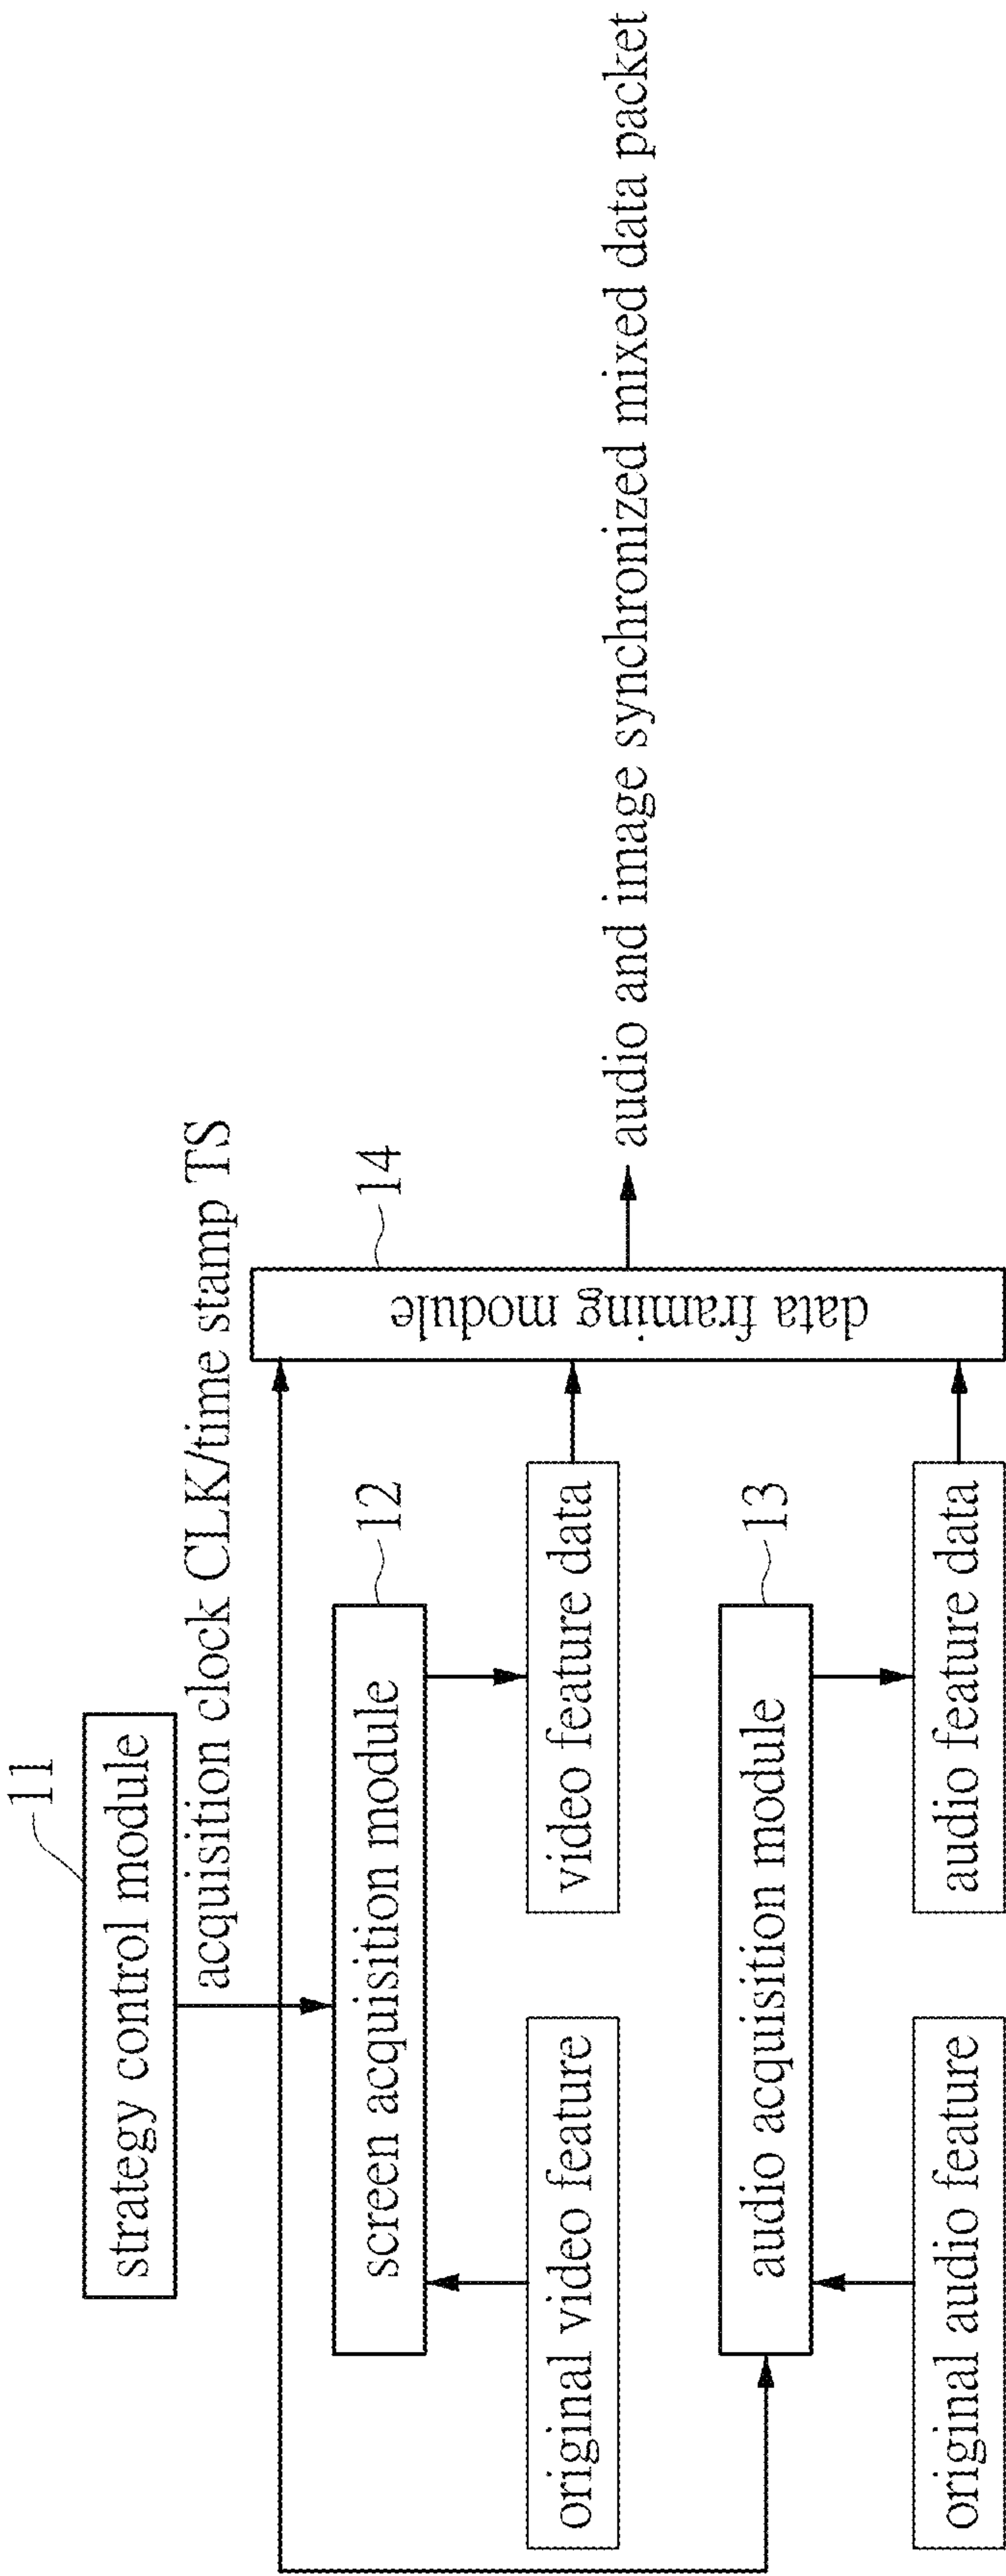 11
strategy control module
acquisition clock CLK/time stamp TS
screen acquisition module
12
original video feature
video feature data
audio acquisition module
13
original audio feature
audio feature data
data framing module
14
audio and image synchronized mixed data packet